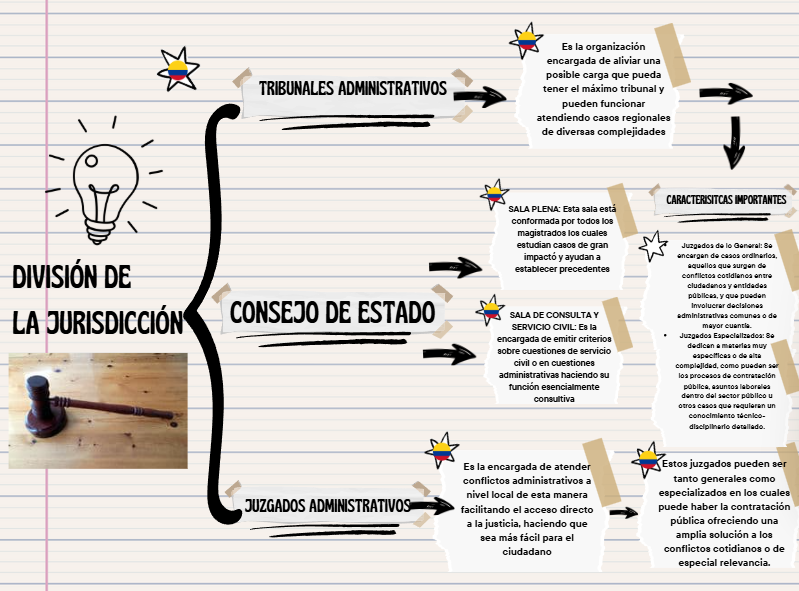 DIVISIÓN DE
LA JURISDICCIÓN
TRIBUNALES ADMINISTRATIVOS
Es la organización
encargada de aliviar una
posible carga que pueda
tener el máximo tribunal y
pueden funcionar
atendiendo casos regionales
de diversas complejidades
CONSEJO DE ESTADO
SALA PLENA: Esta sala está
conformada por todos los
magistrados los cuales
estudian casos de gran
impactó y ayudan a
establecer precedentes
SALA DE CONSULTA Y
SERVICIO CIVIL: Es la
encargada de emitir criterios
sobre cuestiones de servicio
civil o en cuestiones
administrativas haciendo su
función esencialmente
consultiva
CARACTERISITCAS IMPORTANTES
Juzgados de lo General: Se
encargan de casos ordinarios,
aquellos que surgen de
conflictos cotidianos entre
ciudadanos y entidades
públicas, y que pueden
involucrar decisiones
administrativas comunes o de
mayor cuantía.
• Juzgados Especializados: Se
dedican a materias muy
específicas o de alta
complejidad, como pueden ser
los procesos de contratación
pública, asuntos laborales
dentro del sector público u
otros casos que requieran un
conocimiento técnico-
disciplinario detallado.
JUZGADOS ADMINISTRATIVOS
Es la encargada de atender
conflictos administrativos a
nivel local de esta manera
facilitando el acceso directo
a la justicia, haciendo que
sea más fácil para el
ciudadano
Estos juzgados pueden ser
tanto generales como
especializados en los cuales
puede haber la contratación
pública ofreciendo una
amplia solución a los
conflictos cotidianos o de
especial relevancia.